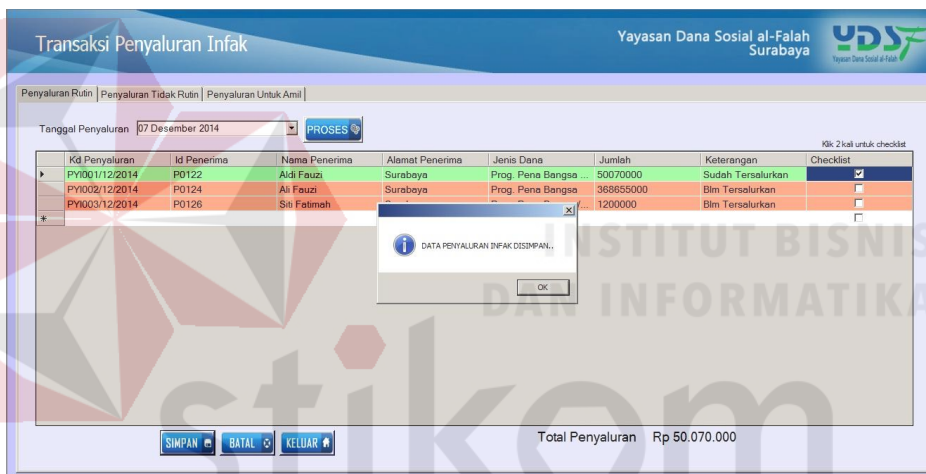 Transaksi Penyaluran Infak
Yayasan Dana Sosial al-Falah
Surabaya
YDSF
Yayasan Dana Sosial al-Falah
Penyaluran Rutin Penyaluran Tidak Rutin Penyaluran Untuk Amil
Tanggal Penyaluran 07 Desember 2014 PROSES
Klik 2 kali untuk checklist
Kd Penyaluran Id Penerima Nama Penerima Alamat Penerima Jenis Dana Jumlah Keterangan Checklist
PYI001/12/2014 P0122 Aldi Fauzi Surabaya Prog. Pena Bangsa ... 50070000 Sudah Tersalurkan
PYI002/12/2014 P0124 Ali Fauzi Surabaya Prog. Pena Bangsa 368655000 Blm Tersalurkan
PYI003/12/2014 P0126 Siti Fatimah 1200000 Blm Tersalurkan
DATA PENYALURAN INFAK DISIMPAN..
OK
INSTITUT BISNIS
DAN INFORMATIKA
stikom
SIMPAN BATAL KELUAR
Total Penyaluran Rp 50.070.000